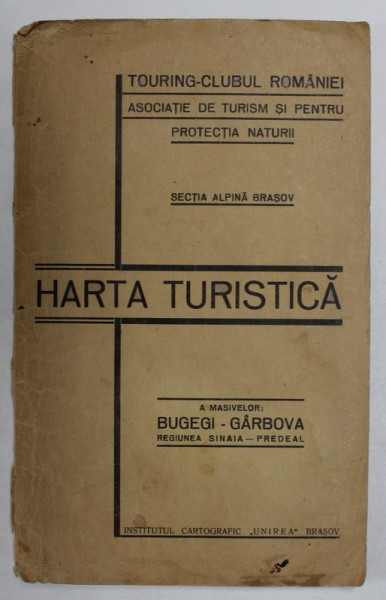 TOURING-CLUBUL ROMÂNIEI
ASOCIAȚIE DE TURISM ȘI PENTRU
PROTECȚIA NATURII
SECȚIA ALPINĂ BRAȘOV
HARTA TURISTICĂ
A MASIVELOR:
BUGEGI - GÂRBOVA
REGIUNEA SINAIA — PREDEAL
INSTITUTUL CARTOGRAFIC „UNIREA" BRAȘOV